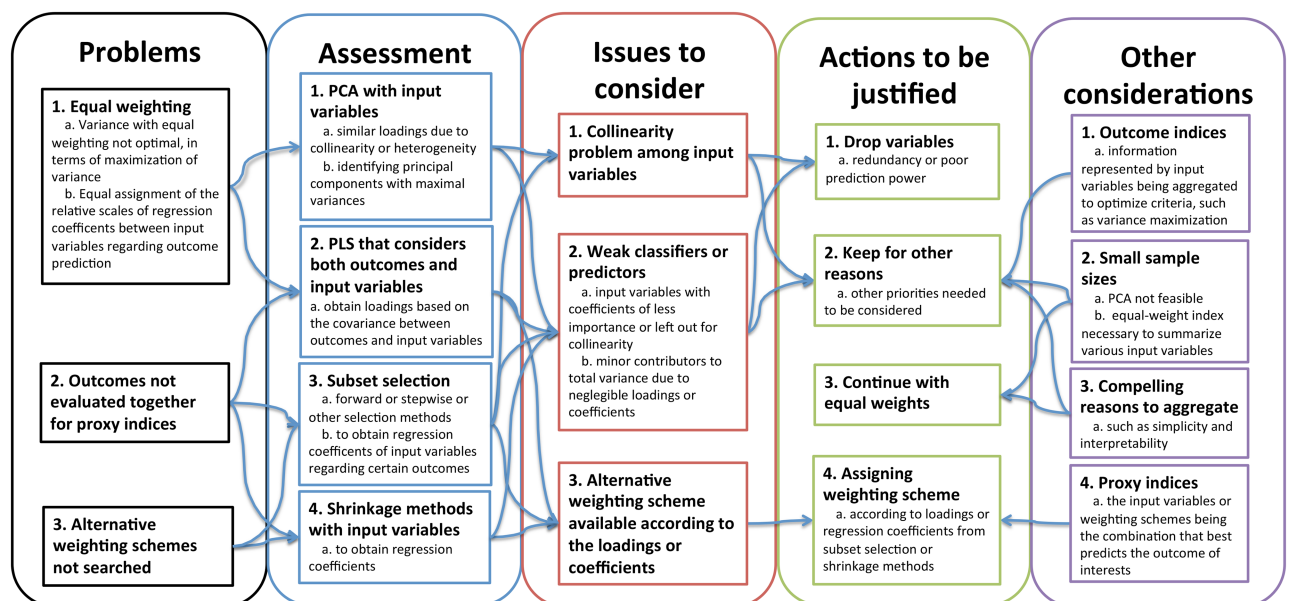 Problems
1. Equal weighting
a. Variance with equal
weighting not optimal, in
terms of maximization of
variance
b. Equal assignment of the
relative scales of regression
coefficents between input
variables regarding outcome
prediction
2. Outcomes not
evaluated together
for proxy indices
3. Alternative
weighting schemes
not searched
Assessment
1. PCA with input
variables
a. similar loadings due to
collinearity or heterogeneity
b. identifying principal
components with maximal
variances
2. PLS that considers
both outcomes and
input variables
a. obtain loadings based on
the covariance between
outcomes and input variables
3. Subset selection
a. forward or stepwise or
other selection methods
b. to obtain regression
coefficents of input variables
regarding certain outcomes
4. Shrinkage methods
with input variables
a. to obtain regression
coefficients
Issues to
consider
1. Collinearity
problem among input
variables
2. Weak classifiers or
predictors
a. input variables with
coefficients of less
importance or left out for
collinearity
b. minor contributors to
total variance due to
neglegible loadings or
coefficients
3. Alternative
weighting scheme
available according to
the loadings or
coefficients
Actions to be
justified
1. Drop variables
a. redundancy or poor
prediction power
2. Keep for other
reasons
a. other priorities needed
to be considered
3. Continue with
equal weights
4. Assigning
weighting scheme
a. according to loadings or
regression coefficients from
subset selection or
shrinkage methods
Other
considerations
1. Outcome indices
a. information
represented by input
variables being aggregated
to optimize criteria, such
as variance maximization
2. Small sample
sizes
a. PCA not feasible
b. equal-weight index
necessary to summarize
various input variables
3. Compelling
reasons to aggregate
a. such as simplicity and
interpretability
4. Proxy indices
a. the input variables or
weighting schemes being
the combination that best
predicts the outcome of
interests